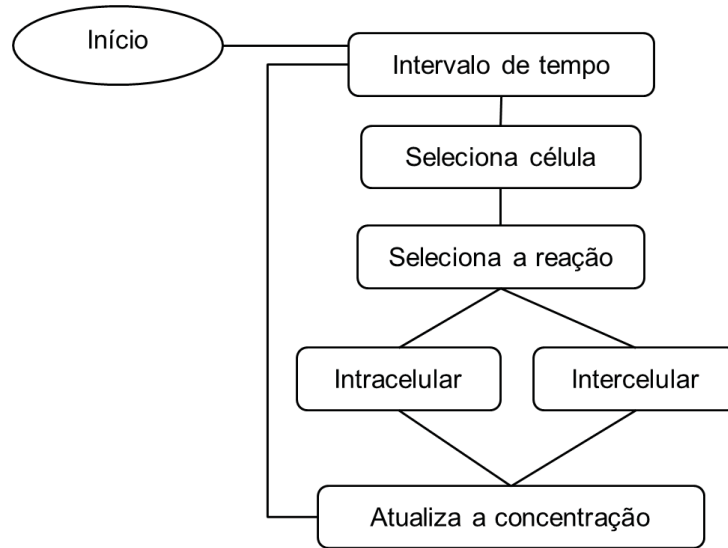 Início
Intervalo de tempo
Seleciona célula
Seleciona a reação
Intracelular
Intercelular
Atualiza a concentração